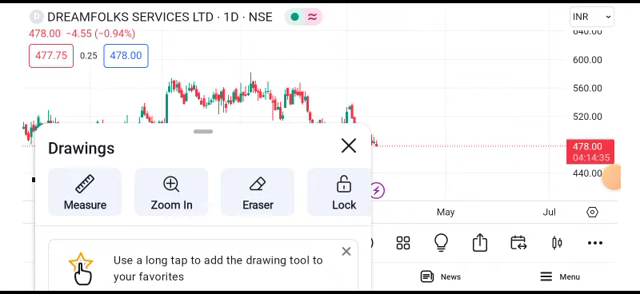 D DREAMFOLKS SERVICES LTD · 1D · NSE
INR
478.00 −4.55 (−0.94%)
477.75 0.25 478.00
640.00
600.00
560.00
520.00
478.00
04:14:35
440.00
Drawings
Measure
Zoom In
Eraser
Lock
Use a long tap to add the drawing tool to
your favorites
May
Jul
News
Menu